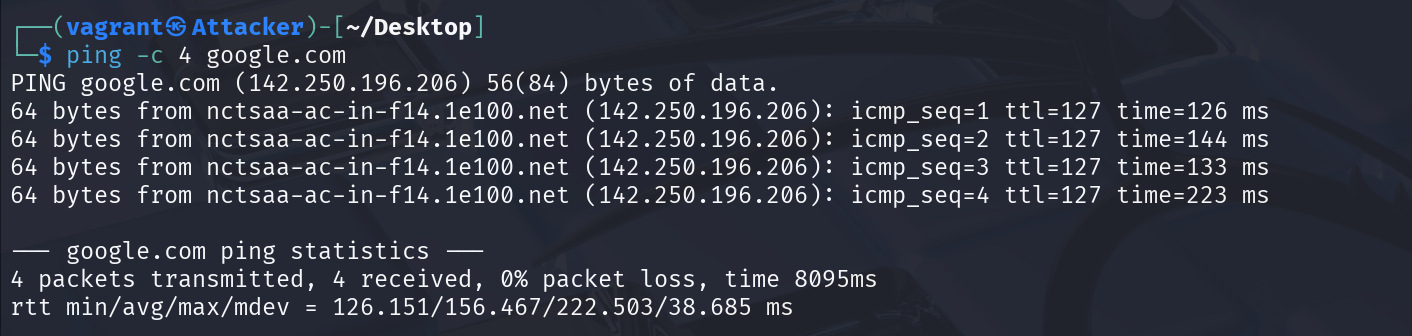 ┌──(vagrant㉿Attacker)-[~/Desktop]
└─$ ping -c 4 google.com
PING google.com (142.250.196.206) 56(84) bytes of data.
64 bytes from nctsaa-ac-in-f14.1e100.net (142.250.196.206): icmp_seq=1 ttl=127 time=126 ms
64 bytes from nctsaa-ac-in-f14.1e100.net (142.250.196.206): icmp_seq=2 ttl=127 time=144 ms
64 bytes from nctsaa-ac-in-f14.1e100.net (142.250.196.206): icmp_seq=3 ttl=127 time=133 ms
64 bytes from nctsaa-ac-in-f14.1e100.net (142.250.196.206): icmp_seq=4 ttl=127 time=223 ms
--- google.com ping statistics ---
4 packets transmitted, 4 received, 0% packet loss, time 8095ms
rtt min/avg/max/mdev = 126.151/156.467/222.503/38.685 ms